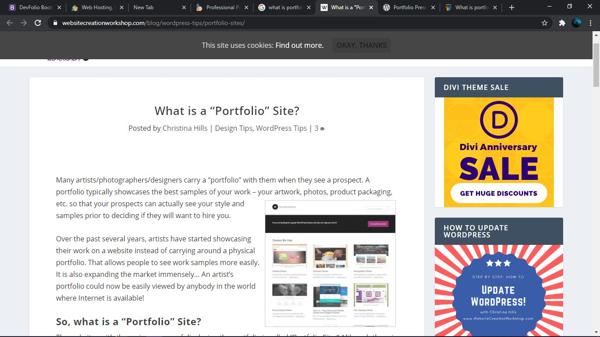 DevFolio Boot
Web Hosting,
New Tab
Professional P
what is portfo
What is a "Port
Portfolio Pres
What is portfo
websitecreationworkshop.com/blog/wordpress-tips/portfolio-sites/
This site uses cookies: Find out more. OKAY, THANKS
What is a "Portfolio" Site?
Posted by Christina Hills | Design Tips, WordPress Tips | 3
Many artists/photographers/designers carry a "portfolio" with them when they see a prospect. A
portfolio typically showcases the best samples of your work – your artwork, photos, product packaging,
etc. so that your prospects can actually see your style and
samples prior to deciding if they will want to hire you.
Over the past several years, artists have started showcasing
their work on a website instead of carrying around a physical
portfolio. That allows people to see work samples more easily.
It is also expanding the market immensely... An artist's
portfolio could now be easily viewed by anybody in the world
where Internet is available!
So, what is a "Portfolio" Site?
DIVI THEME SALE
D
Divi Anniversary
SALE
GET HUGE DISCOUNTS
HOW TO UPDATE
WORDPRESS
STEP BY STEP: HOW TO
UPDATE
WORDPRESS!
with Christina Hills
www.WebsiteCreationWorkshop.com